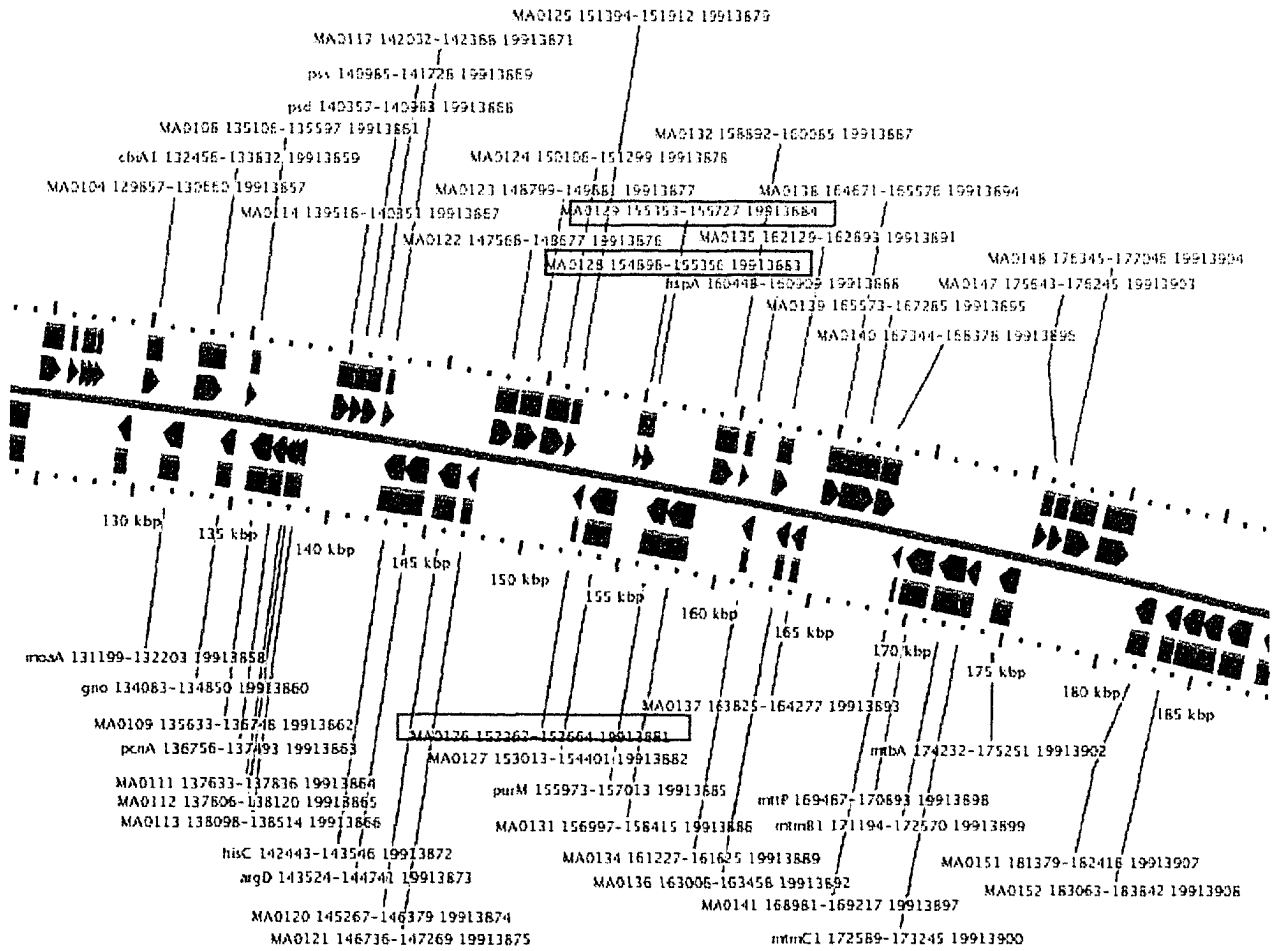 MA0125 151394-151912 19913879
MA0117 142032-142388 19913871
pss 140985-141728 19913869
psd 140357-140983 19913868
MA0108 135106-135597 19913861
MA0132 158892-160085 19913887
cbiA1 132456-133832 19913859
MA0124 150106-151299 19913878
MA0104 129857-130660 19913857
MA0123 148799-149881 19913877
MA0138 164671-165576 19913894
MA0114 139516-140351 19913867
MA0129 155353-155727 19913884
MA0122 147566-148677 19913876
MA0135 162129-162893 19913891
MA0128 154898-155356 19913883
MA0148 176345-177046 19913904
hspA 160448-160909 19913888
MA0147 175643-176245 19913903
MA0139 165573-167285 19913895
MA0140 167344-168378 19913896
130 kbp
135 kbp
140 kbp
145 kbp
150 kbp
155 kbp
160 kbp
165 kbp
170 kbp
175 kbp
180 kbp
185 kbp
moaA 131199-132203 19913858
gno 134083-134850 19913860
MA0137 163825-164277 19913893
MA0109 135633-136748 19913862
MA0126 152362-152664 19913881
pcnA 136756-137493 19913863
MA0127 153013-154401 19913882
mtbA 174232-175251 19913902
MA0111 137633-137836 19913864
purM 155973-157013 19913885
MA0112 137806-138120 19913865
mttP 169487-170893 19913898
MA0113 138098-138514 19913866
MA0131 156997-158415 19913886
mtmB1 171194-172570 19913899
hisC 142443-143546 19913872
MA0134 161227-161625 19913889
MA0151 181379-182416 19913907
argD 143524-144741 19913873
MA0136 163006-163458 19913892
MA0152 183063-183842 19913908
MA0141 168981-169217 19913897
MA0120 145267-146379 19913874
MA0121 146736-147269 19913875
mtmC1 172589-173245 19913900